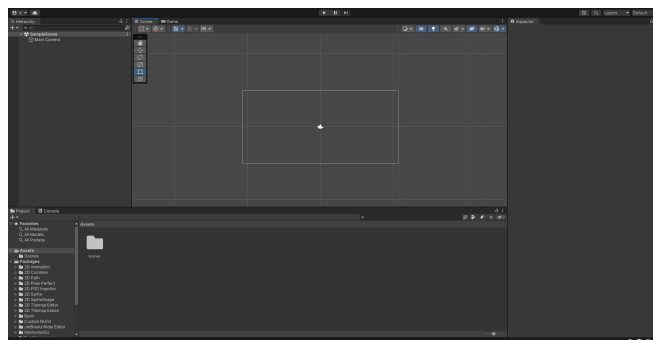 Layers
Default
Hierarchy
Scene
Game
Inspector
All
SampleScene
Main Camera
2D
Project
Console
Favorites
All Materials
All Models
All Prefabs
Assets
Scenes
Packages
2D Animation
2D Common
2D Path
2D Pixel Perfect
2D PSD Importer
2D Sprite
2D SpriteShape
2D Tilemap Editor
2D Tilemap Extras
Burst
Custom NUnit
JetBrains Rider Editor
Mathematics
Assets
Scenes